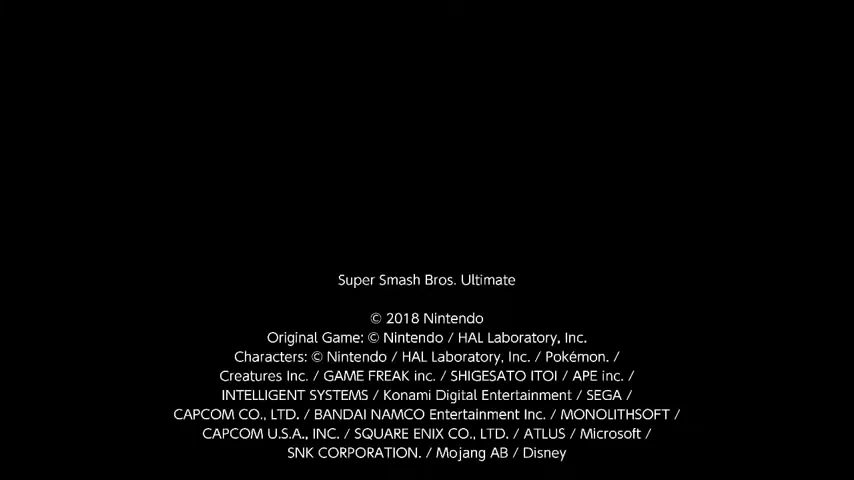 Super Smash Bros. Ultimate
© 2018 Nintendo
Original Game: © Nintendo / HAL Laboratory, Inc.
Characters: © Nintendo / HAL Laboratory, Inc. / Pokémon. /
Creatures Inc. / GAME FREAK inc. / SHIGESATO ITOI / APE inc. /
INTELLIGENT SYSTEMS / Konami Digital Entertainment / SEGA /
CAPCOM CO., LTD. / BANDAI NAMCO Entertainment Inc. / MONOLITHSOFT /
CAPCOM U.S.A., INC. / SQUARE ENIX CO., LTD. / ATLUS / Microsoft /
SNK CORPORATION. / Mojang AB / Disney